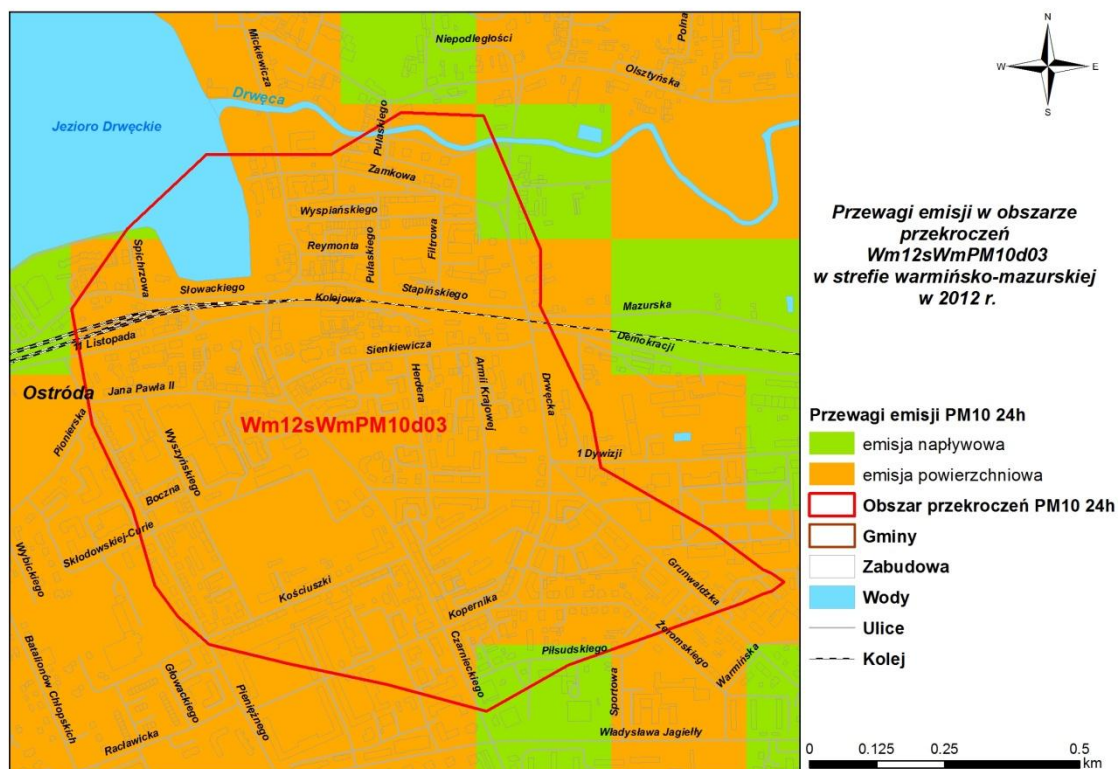 Niepodległości
Polna
Mickiewicza
Olsztyńska
Drwęca
Jezioro Drwęckie
Pułaskiego
Zamkowa
Wyspiańskiego
Reymonta
Pułaskiego
Filtrowa
Spichrzowa
Słowackiego
Stapińskiego
Kolejowa
Mazurska
Demokracji
11 Listopada
Sienkiewicza
Herdera
Armii Krajowej
Drwęcka
Ostróda
Jana Pawła II
Pionierska
Wm12sWmPM10d03
Wyszyńskiego
1 Dywizji
Boczna
Skłodowskiej-Curie
Wybickiego
Kościuszki
Grunwaldzka
Kopernika
Żeromskiego
Piłsudskiego
Czarnieckiego
Warmińska
Batalionów Chłopskich
Głowackiego
Pieniężnego
Sportowa
Racławicka
Władysława Jagiełły
N
W
E
S
Przewagi emisji w obszarze
przekroczeń
Wm12sWmPM10d03
w strefie warmińsko-mazurskiej
w 2012 r.
Przewagi emisji PM10 24h
emisja napływowa
emisja powierzchniowa
Obszar przekroczeń PM10 24h
Gminy
Zabudowa
Wody
Ulice
Kolej
0 0.125 0.25 0.5
km